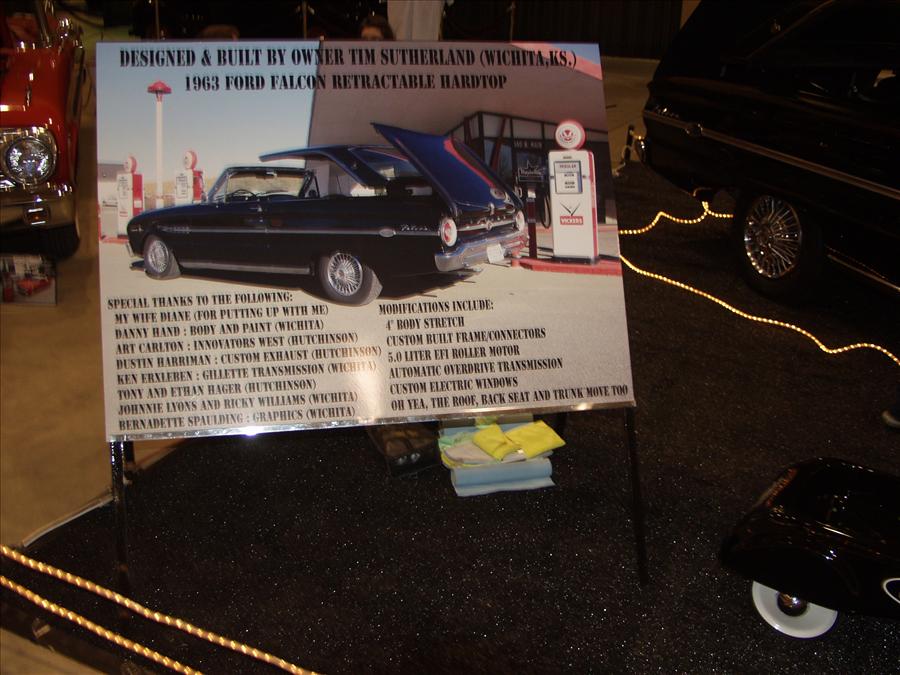 DESIGNED & BUILT BY OWNER TIM SUTHERLAND (WICHITA,KS.)
1963 FORD FALCON RETRACTABLE HARDTOP
VICKERS
SPECIAL THANKS TO THE FOLLOWING:
MY WIFE DIANE (FOR PUTTING UP WITH ME)
DANNY HAND : BODY AND PAINT (WICHITA)
ART CARLTON : INNOVATORS WEST (HUTCHINSON)
DUSTIN HARRIMAN : CUSTOM EXHAUST (HUTCHINSON)
KEN ERXLEBEN : GILLETTE TRANSMISSION (WICHITA)
TONY AND ETHAN HAGER (HUTCHINSON)
JOHNNIE LYONS AND RICKY WILLIAMS (WICHITA)
BERNADETTE SPAULDING : GRAPHICS (WICHITA)
MODIFICATIONS INCLUDE:
4" BODY STRETCH
CUSTOM BUILT FRAME/CONNECTORS
5.0 LITER EFI ROLLER MOTOR
AUTOMATIC OVERDRIVE TRANSMISSION
CUSTOM ELECTRIC WINDOWS
OH YEA, THE ROOF, BACK SEAT AND TRUNK MOVE TOO